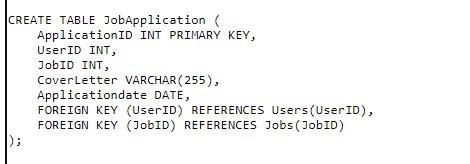 CREATE TABLE JobApplication (
    ApplicationID INT PRIMARY KEY,
    UserID INT,
    JobID INT,
    CoverLetter VARCHAR(255),
    Applicationdate DATE,
    FOREIGN KEY (UserID) REFERENCES Users(UserID),
    FOREIGN KEY (JobID) REFERENCES Jobs(JobID)
);